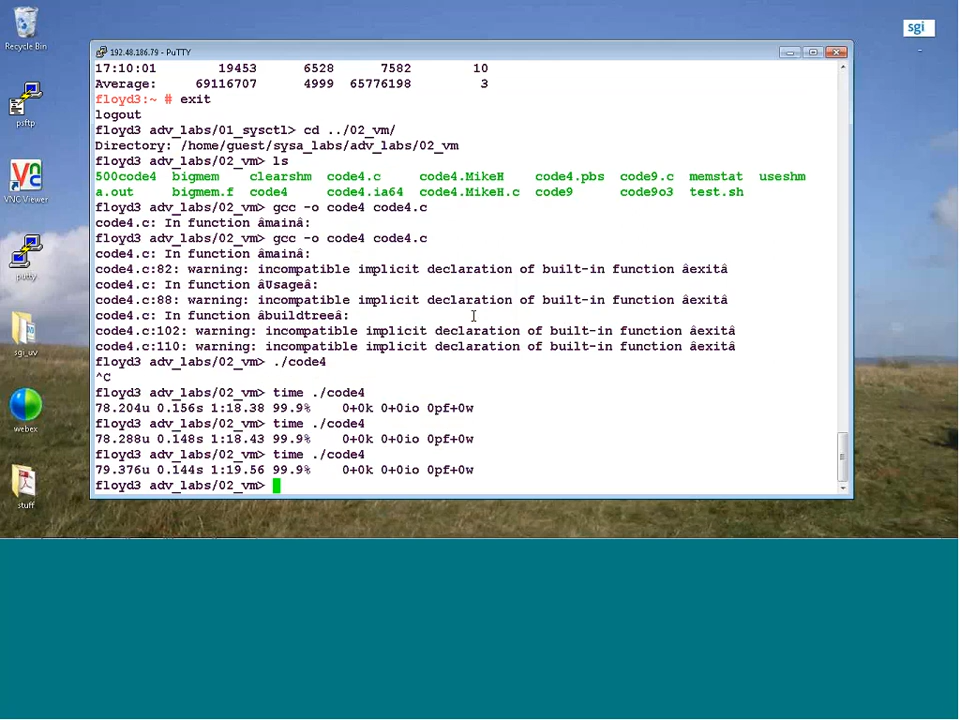 192.48.186.79 - PuTTY
17:10:01 19453 6528 7582 10
Average: 69116707 4999 65776198 3
floyd3:~ # exit
logout
floyd3 adv_labs/01_sysctl> cd ../02_vm/
Directory: /home/guest/sysa_labs/adv_labs/02_vm
floyd3 adv_labs/02_vm> ls
500code4 bigmem clearshm code4.c code4.MikeH code4.pbs code9.c memstat useshm
a.out bigmem.f code4 code4.ia64 code4.MikeH.c code9 code9o3 test.sh
floyd3 adv_labs/02_vm> gcc -o code4 code4.c
code4.c: In function âmainâ:
floyd3 adv_labs/02_vm> gcc -o code4 code4.c
code4.c: In function âmainâ:
code4.c:82: warning: incompatible implicit declaration of built-in function âexitâ
code4.c: In function âUsageâ:
code4.c:88: warning: incompatible implicit declaration of built-in function âexitâ
code4.c: In function âbuildtreeâ:
code4.c:102: warning: incompatible implicit declaration of built-in function âexitâ
code4.c:110: warning: incompatible implicit declaration of built-in function âexitâ
floyd3 adv_labs/02_vm> ./code4
^C
floyd3 adv_labs/02_vm> time ./code4
78.204u 0.156s 1:18.38 99.9% 0+0k 0+0io 0pf+0w
floyd3 adv_labs/02_vm> time ./code4
78.288u 0.148s 1:18.43 99.9% 0+0k 0+0io 0pf+0w
floyd3 adv_labs/02_vm> time ./code4
79.376u 0.144s 1:19.56 99.9% 0+0k 0+0io 0pf+0w
floyd3 adv_labs/02_vm>
Recycle Bin
psftp
VNC Viewer
putty
sgi_uv
webex
stuff
sgi